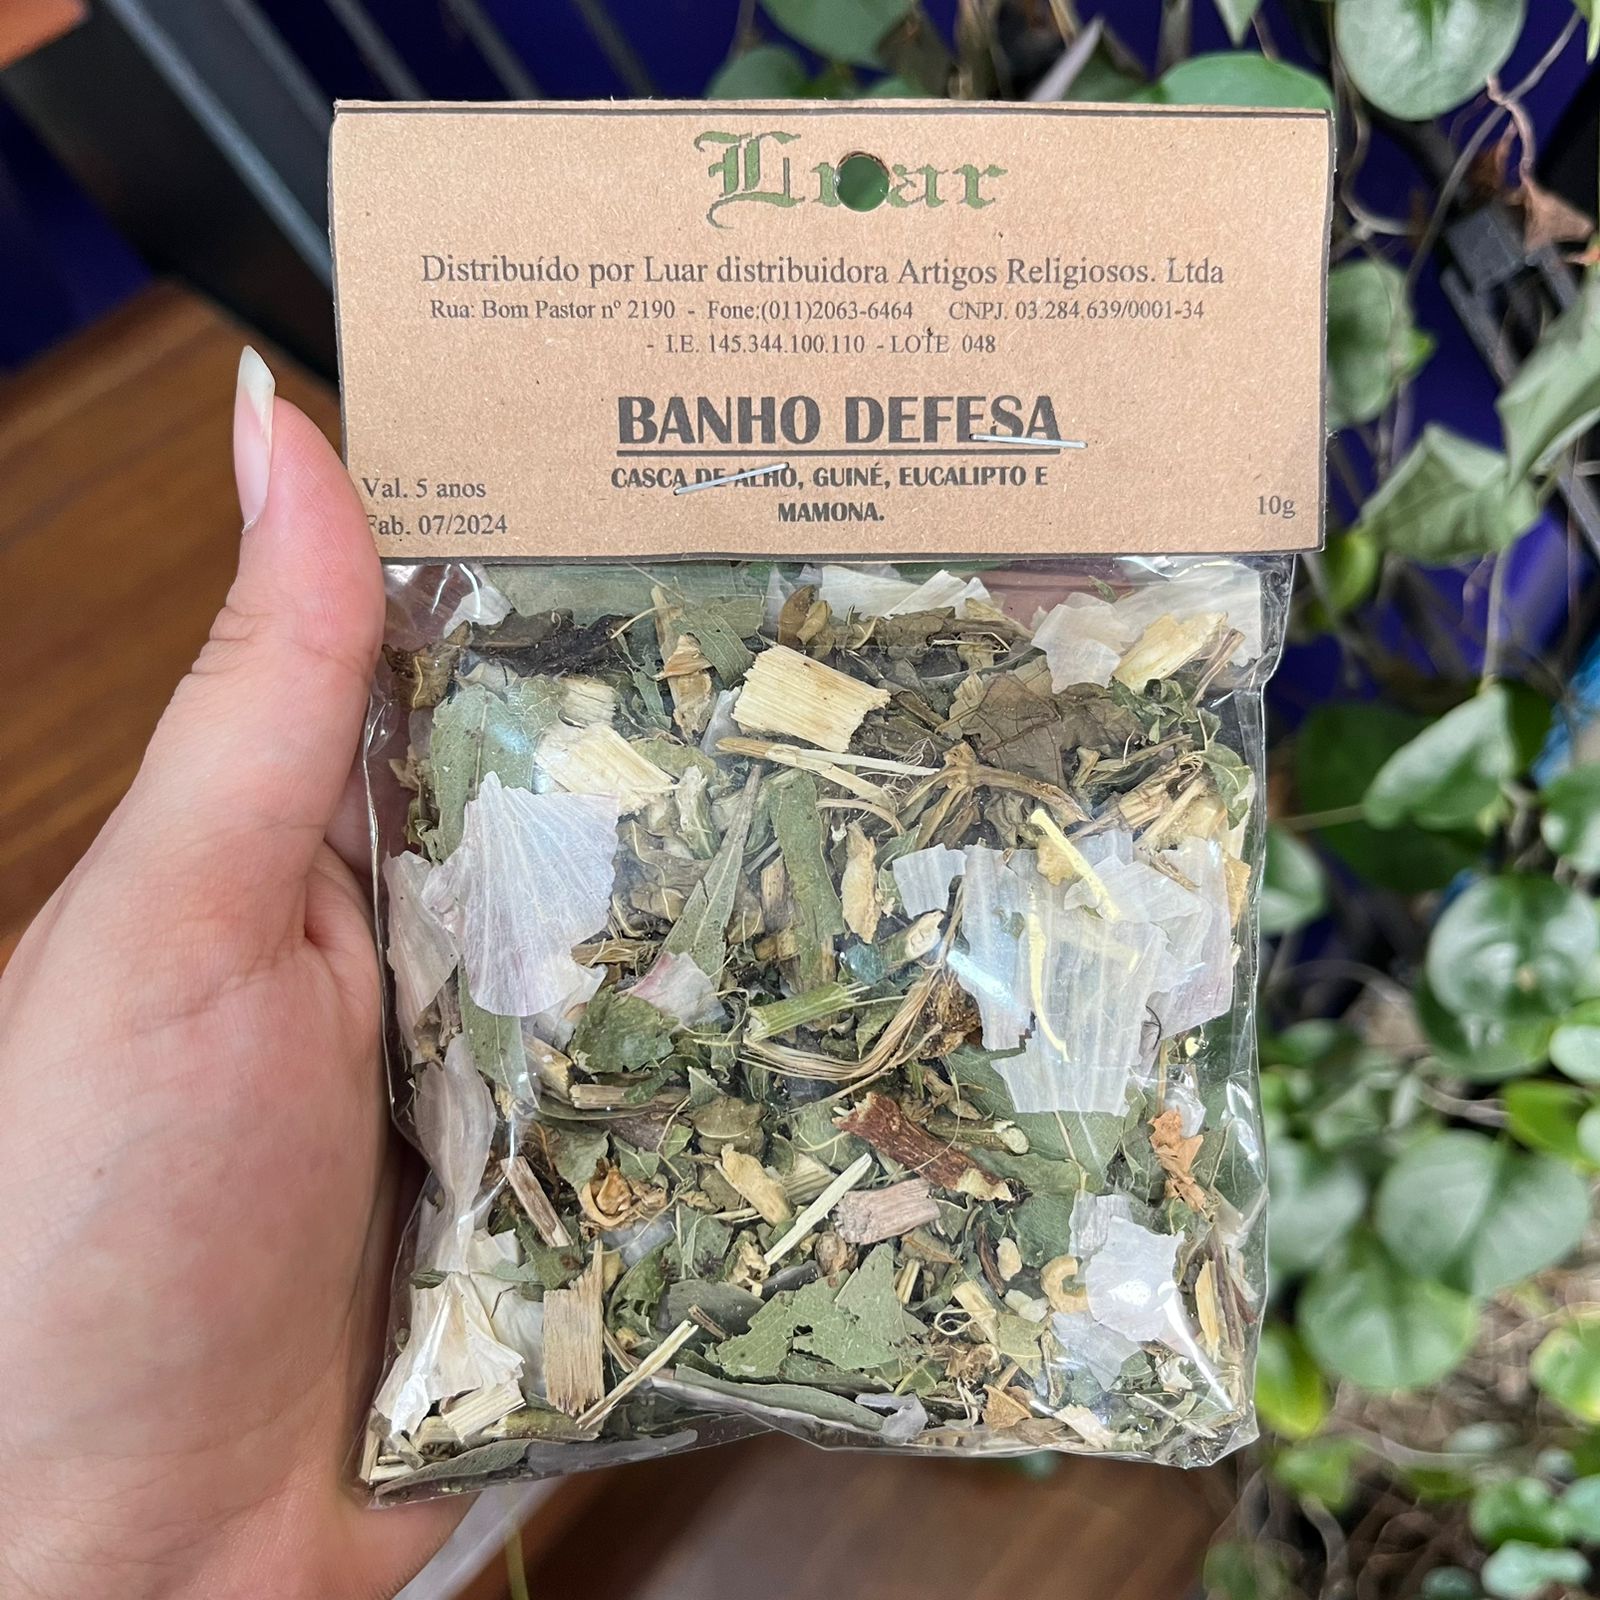 Luar
Distribuído por Luar distribuidora Artigos Religiosos. Ltda
Rua: Bom Pastor nº 2190 - Fone:(011)2063-6464 CNPJ. 03.284.639/0001-34
- I.E. 145.344.100.110 - LOTE 048
BANHO DEFESA
CASCA DE ALHO, GUINÉ, EUCALIPTO E
MAMONA.
Val. 5 anos
Fab. 07/2024
10g